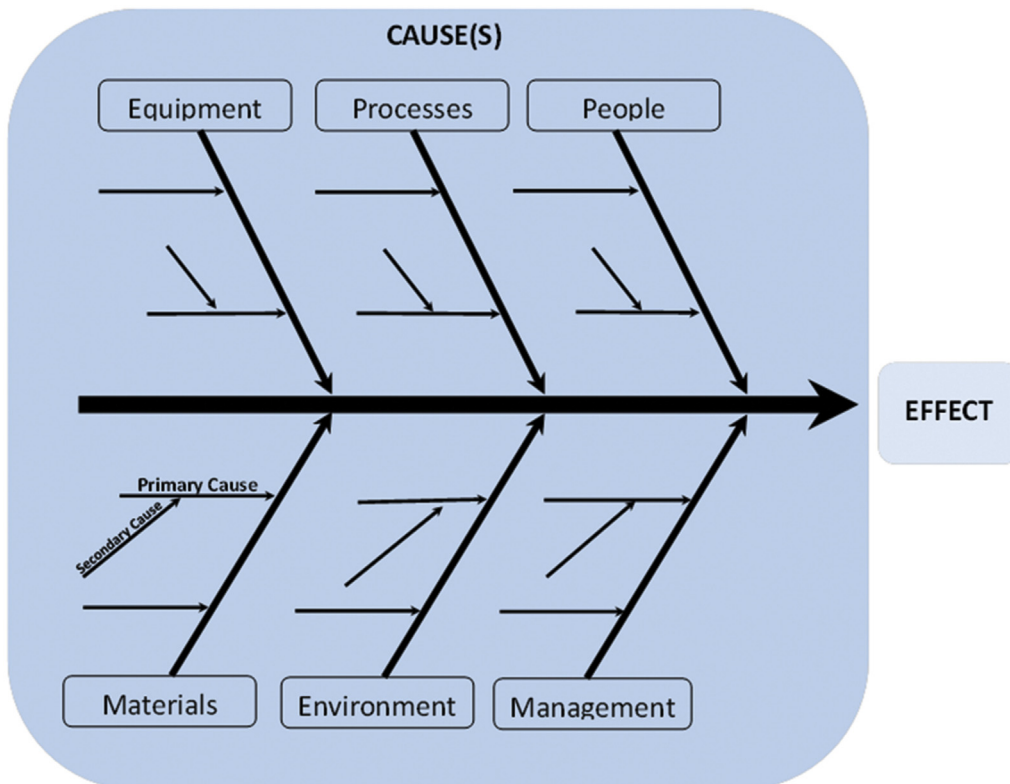 CAUSE(S)
Equipment
Processes
People
EFFECT
Primary Cause
Secondary Cause
Materials
Environment
Management